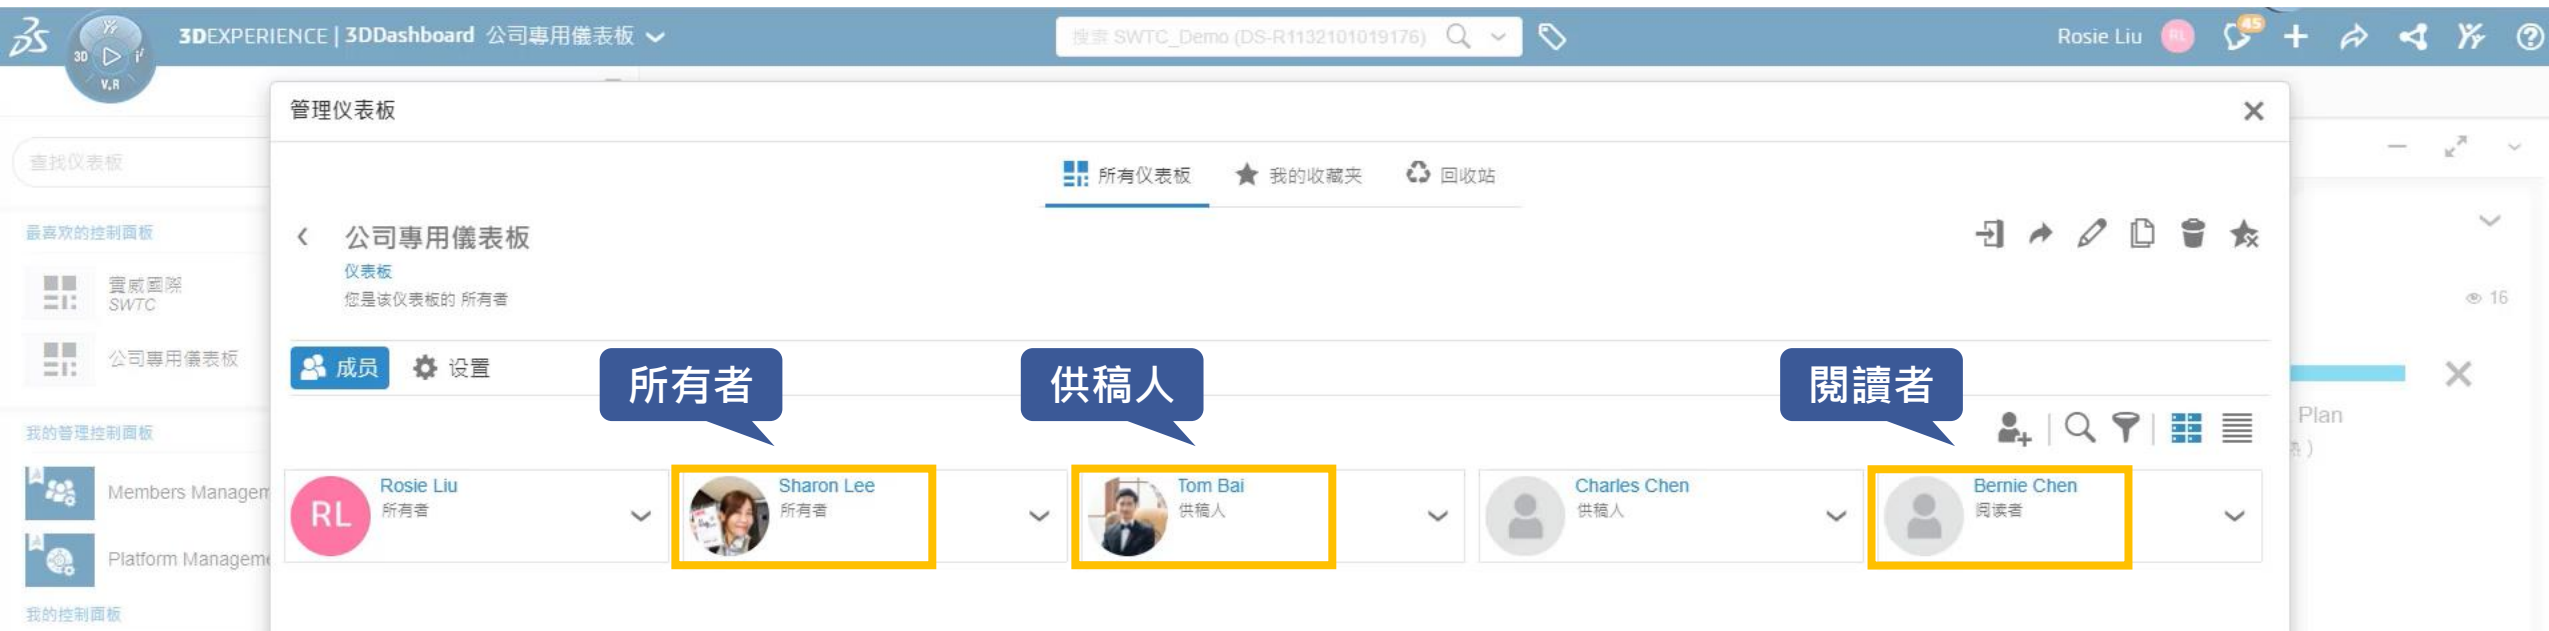 3DEXPERIENCE | 3DDashboard 公司專用儀表板
搜索 SWTC_Demo (DS-R1132101019176)
Rosie Liu
RL
45
3D
V.R
管理仪表板
查找仪表板
所有仪表板
我的收藏夹
回收站
最喜欢的控制面板
公司專用儀表板
仪表板
您是该仪表板的 所有者
實威國際
SWTC
16
公司專用儀表板
成员
设置
所有者
供稿人
閱讀者
Plan
我的管理控制面板
Members Managem
RL
Rosie Liu
所有者
Sharon Lee
所有者
Tom Bai
供稿人
Charles Chen
供稿人
Bernie Chen
阅读者
Platform Manageme
我的控制面板